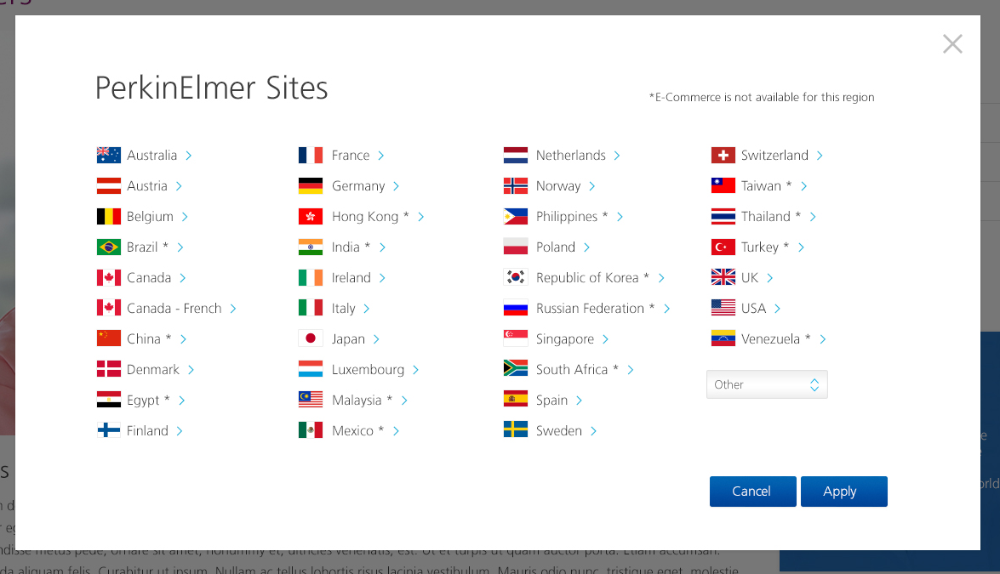 PerkinElmer Sites
*E-Commerce is not available for this region
Australia
Austria
Belgium
Brazil *
Canada
Canada - French
China *
Denmark
Egypt *
Finland
France
Germany
Hong Kong *
India *
Ireland
Italy
Japan
Luxembourg
Malaysia *
Mexico *
Netherlands
Norway
Philippines *
Poland
Republic of Korea *
Russian Federation *
Singapore
South Africa *
Spain
Sweden
Switzerland
Taiwan *
Thailand *
Turkey *
UK
USA
Venezuela *
Other
Cancel
Apply
metus pede, ornare sit amet, nonummy et, ultricies venenatis, est. Ut et turpis ut quam auctor porta. Etiam accumsan.
aliquam felis. Curabitur ut ipsum. Nullam ac tellus lobortis risus lacinia vestibulum. Mauris odio nunc, tristique eget, molestie